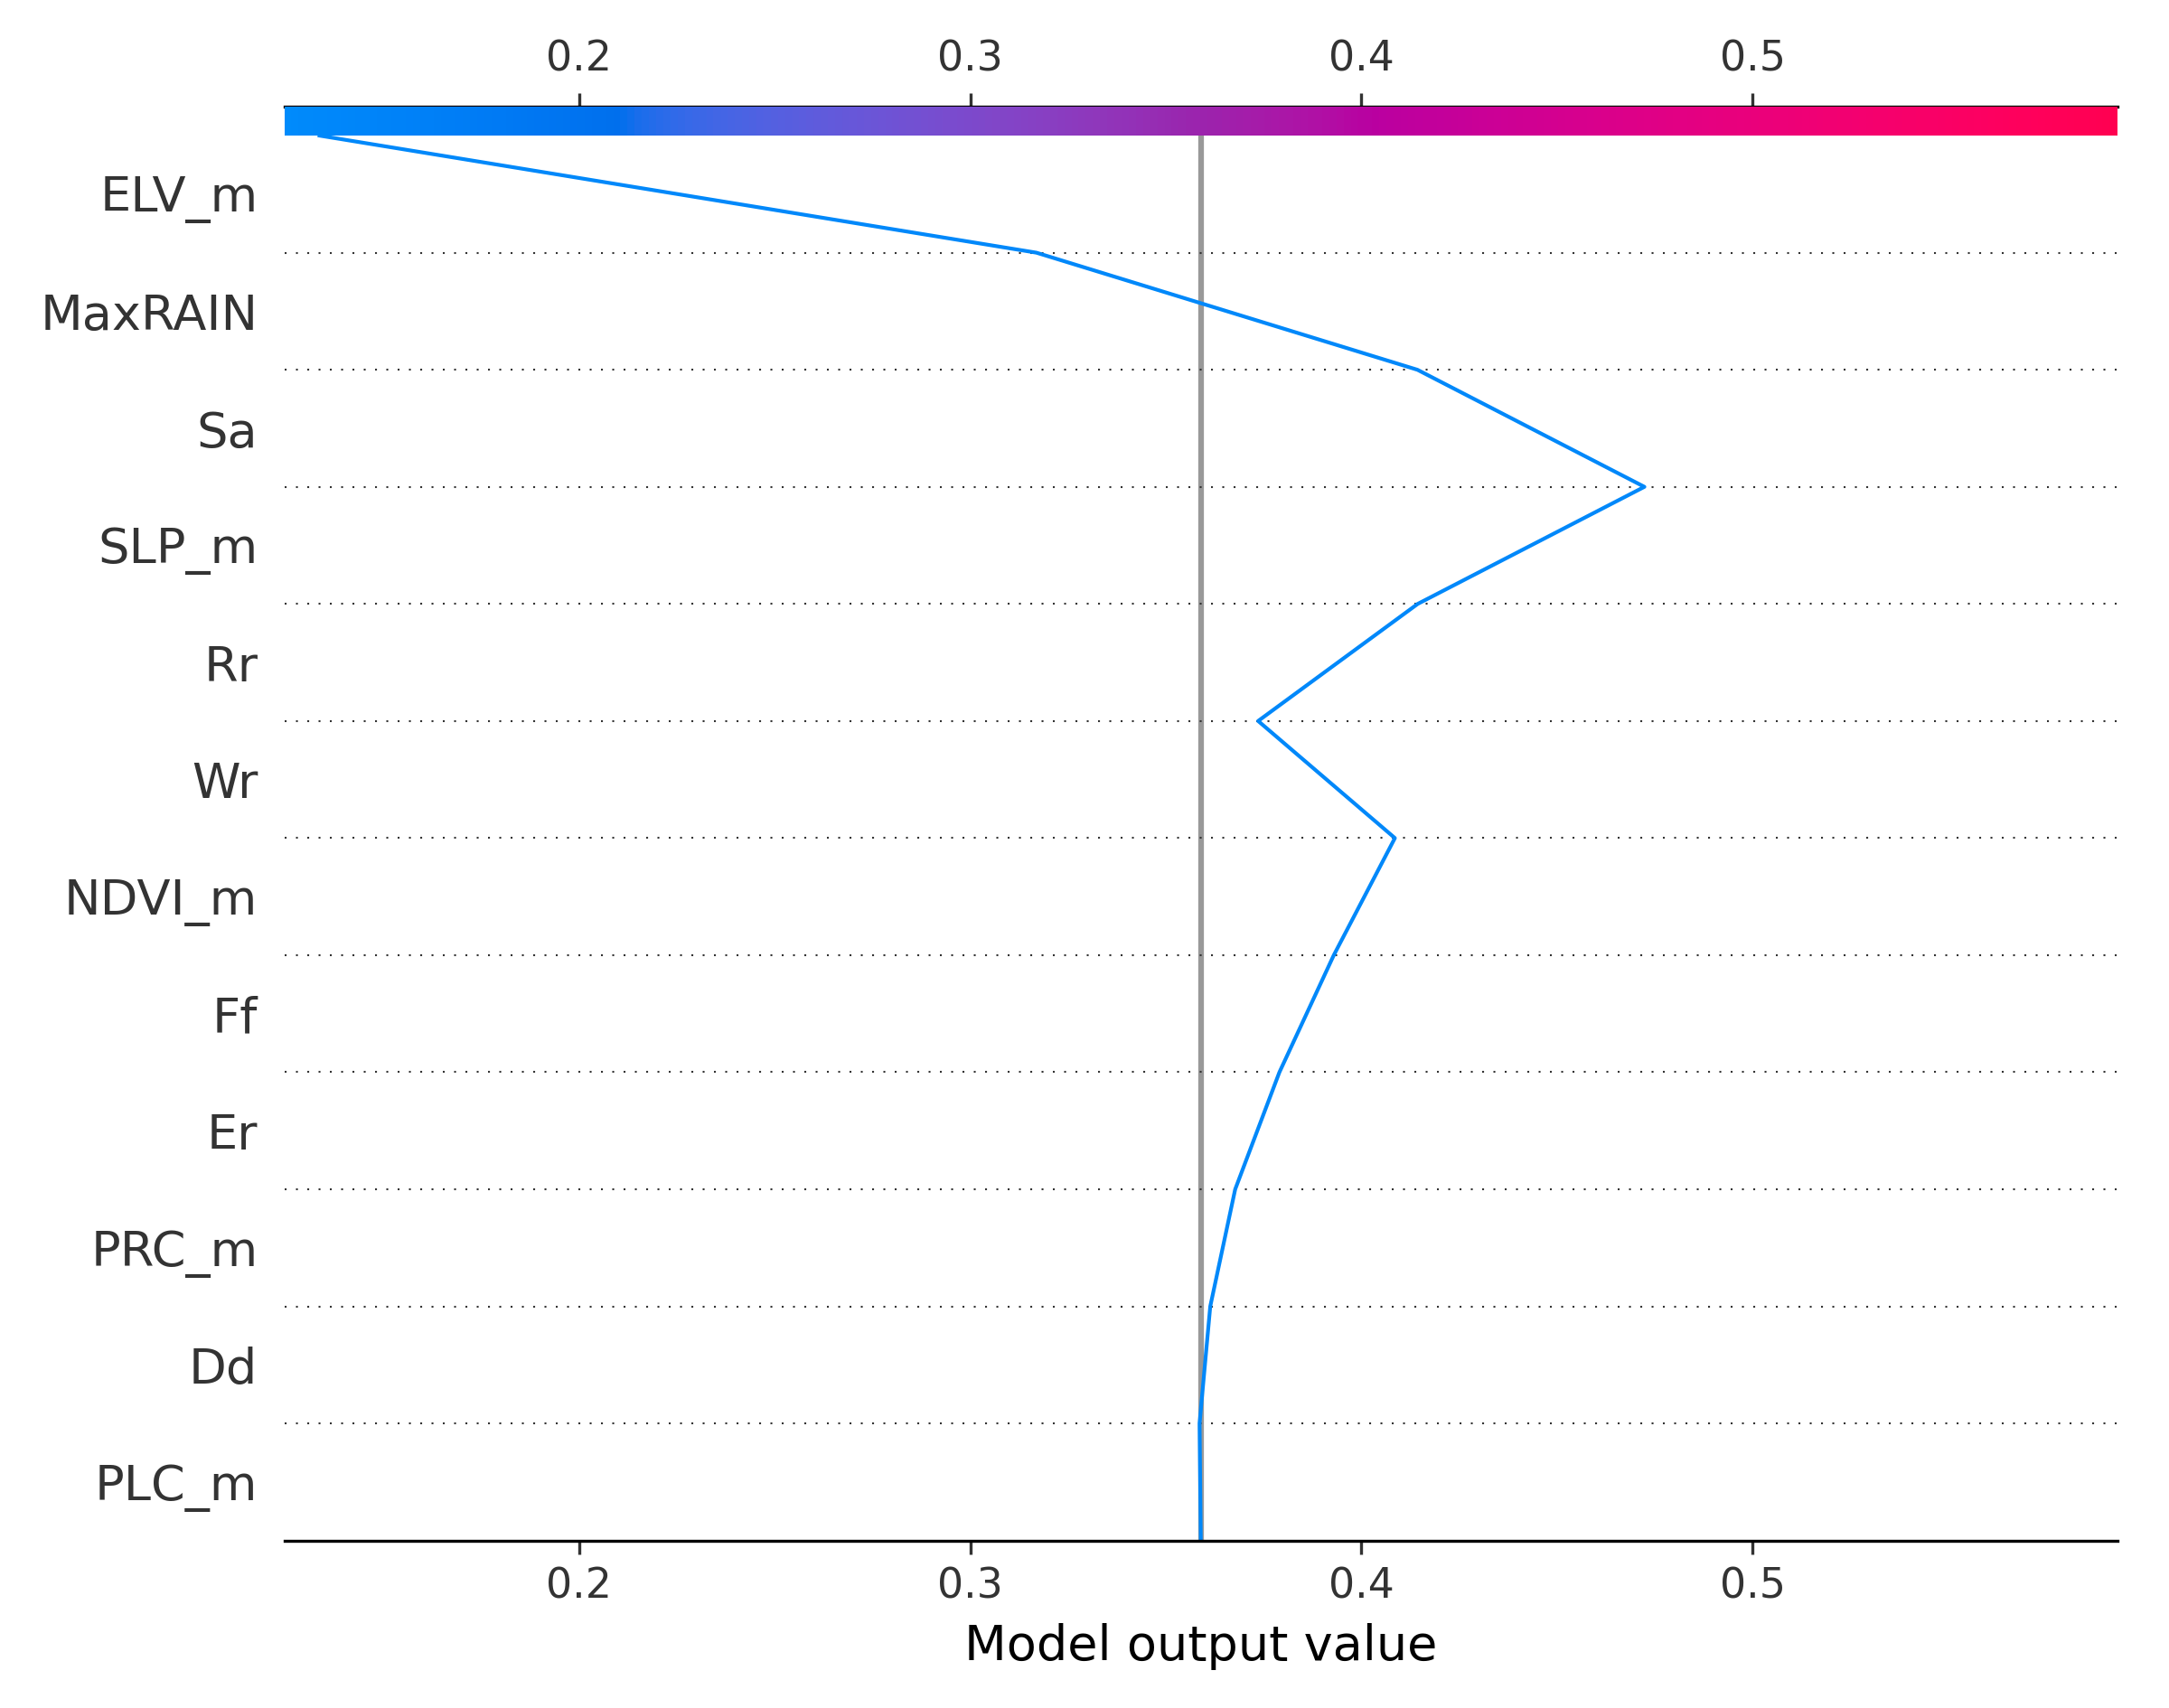 0.2 0.3 0.4 0.5
ELV_m
MaxRAIN
Sa
SLP_m
Rr
Wr
NDVI_m
Ff
Er
PRC_m
Dd
PLC_m
0.2 0.3 0.4 0.5
Model output value